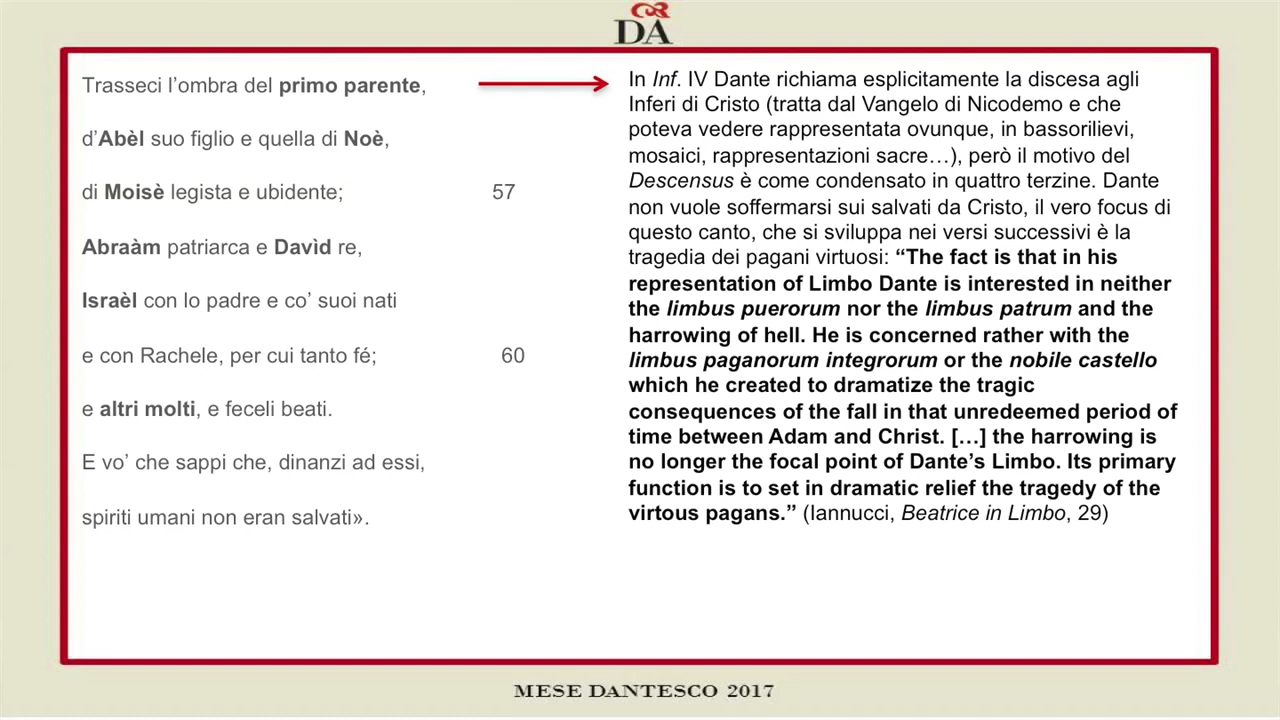 DA
Trasseci l’ombra del primo parente,
d’Abèl suo figlio e quella di Noè,
di Moisè legista e ubidente; 57
Abraàm patriarca e Davìd re,
Israèl con lo padre e co’ suoi nati
e con Rachele, per cui tanto fé; 60
e altri molti, e feceli beati.
E vo’ che sappi che, dinanzi ad essi,
spiriti umani non eran salvati».
In Inf. IV Dante richiama esplicitamente la discesa agli
Inferi di Cristo (tratta dal Vangelo di Nicodemo e che
poteva vedere rappresentata ovunque, in bassorilievi,
mosaici, rappresentazioni sacre…), però il motivo del
Descensus è come condensato in quattro terzine. Dante
non vuole soffermarsi sui salvati da Cristo, il vero focus di
questo canto, che si sviluppa nei versi successivi è la
tragedia dei pagani virtuosi: “The fact is that in his
representation of Limbo Dante is interested in neither
the limbus puerorum nor the limbus patrum and the
harrowing of hell. He is concerned rather with the
limbus paganorum integrorum or the nobile castello
which he created to dramatize the tragic
consequences of the fall in that unredeemed period of
time between Adam and Christ. […] the harrowing is
no longer the focal point of Dante’s Limbo. Its primary
function is to set in dramatic relief the tragedy of the
virtous pagans.” (Iannucci, Beatrice in Limbo, 29)
MESE DANTESCO 2017